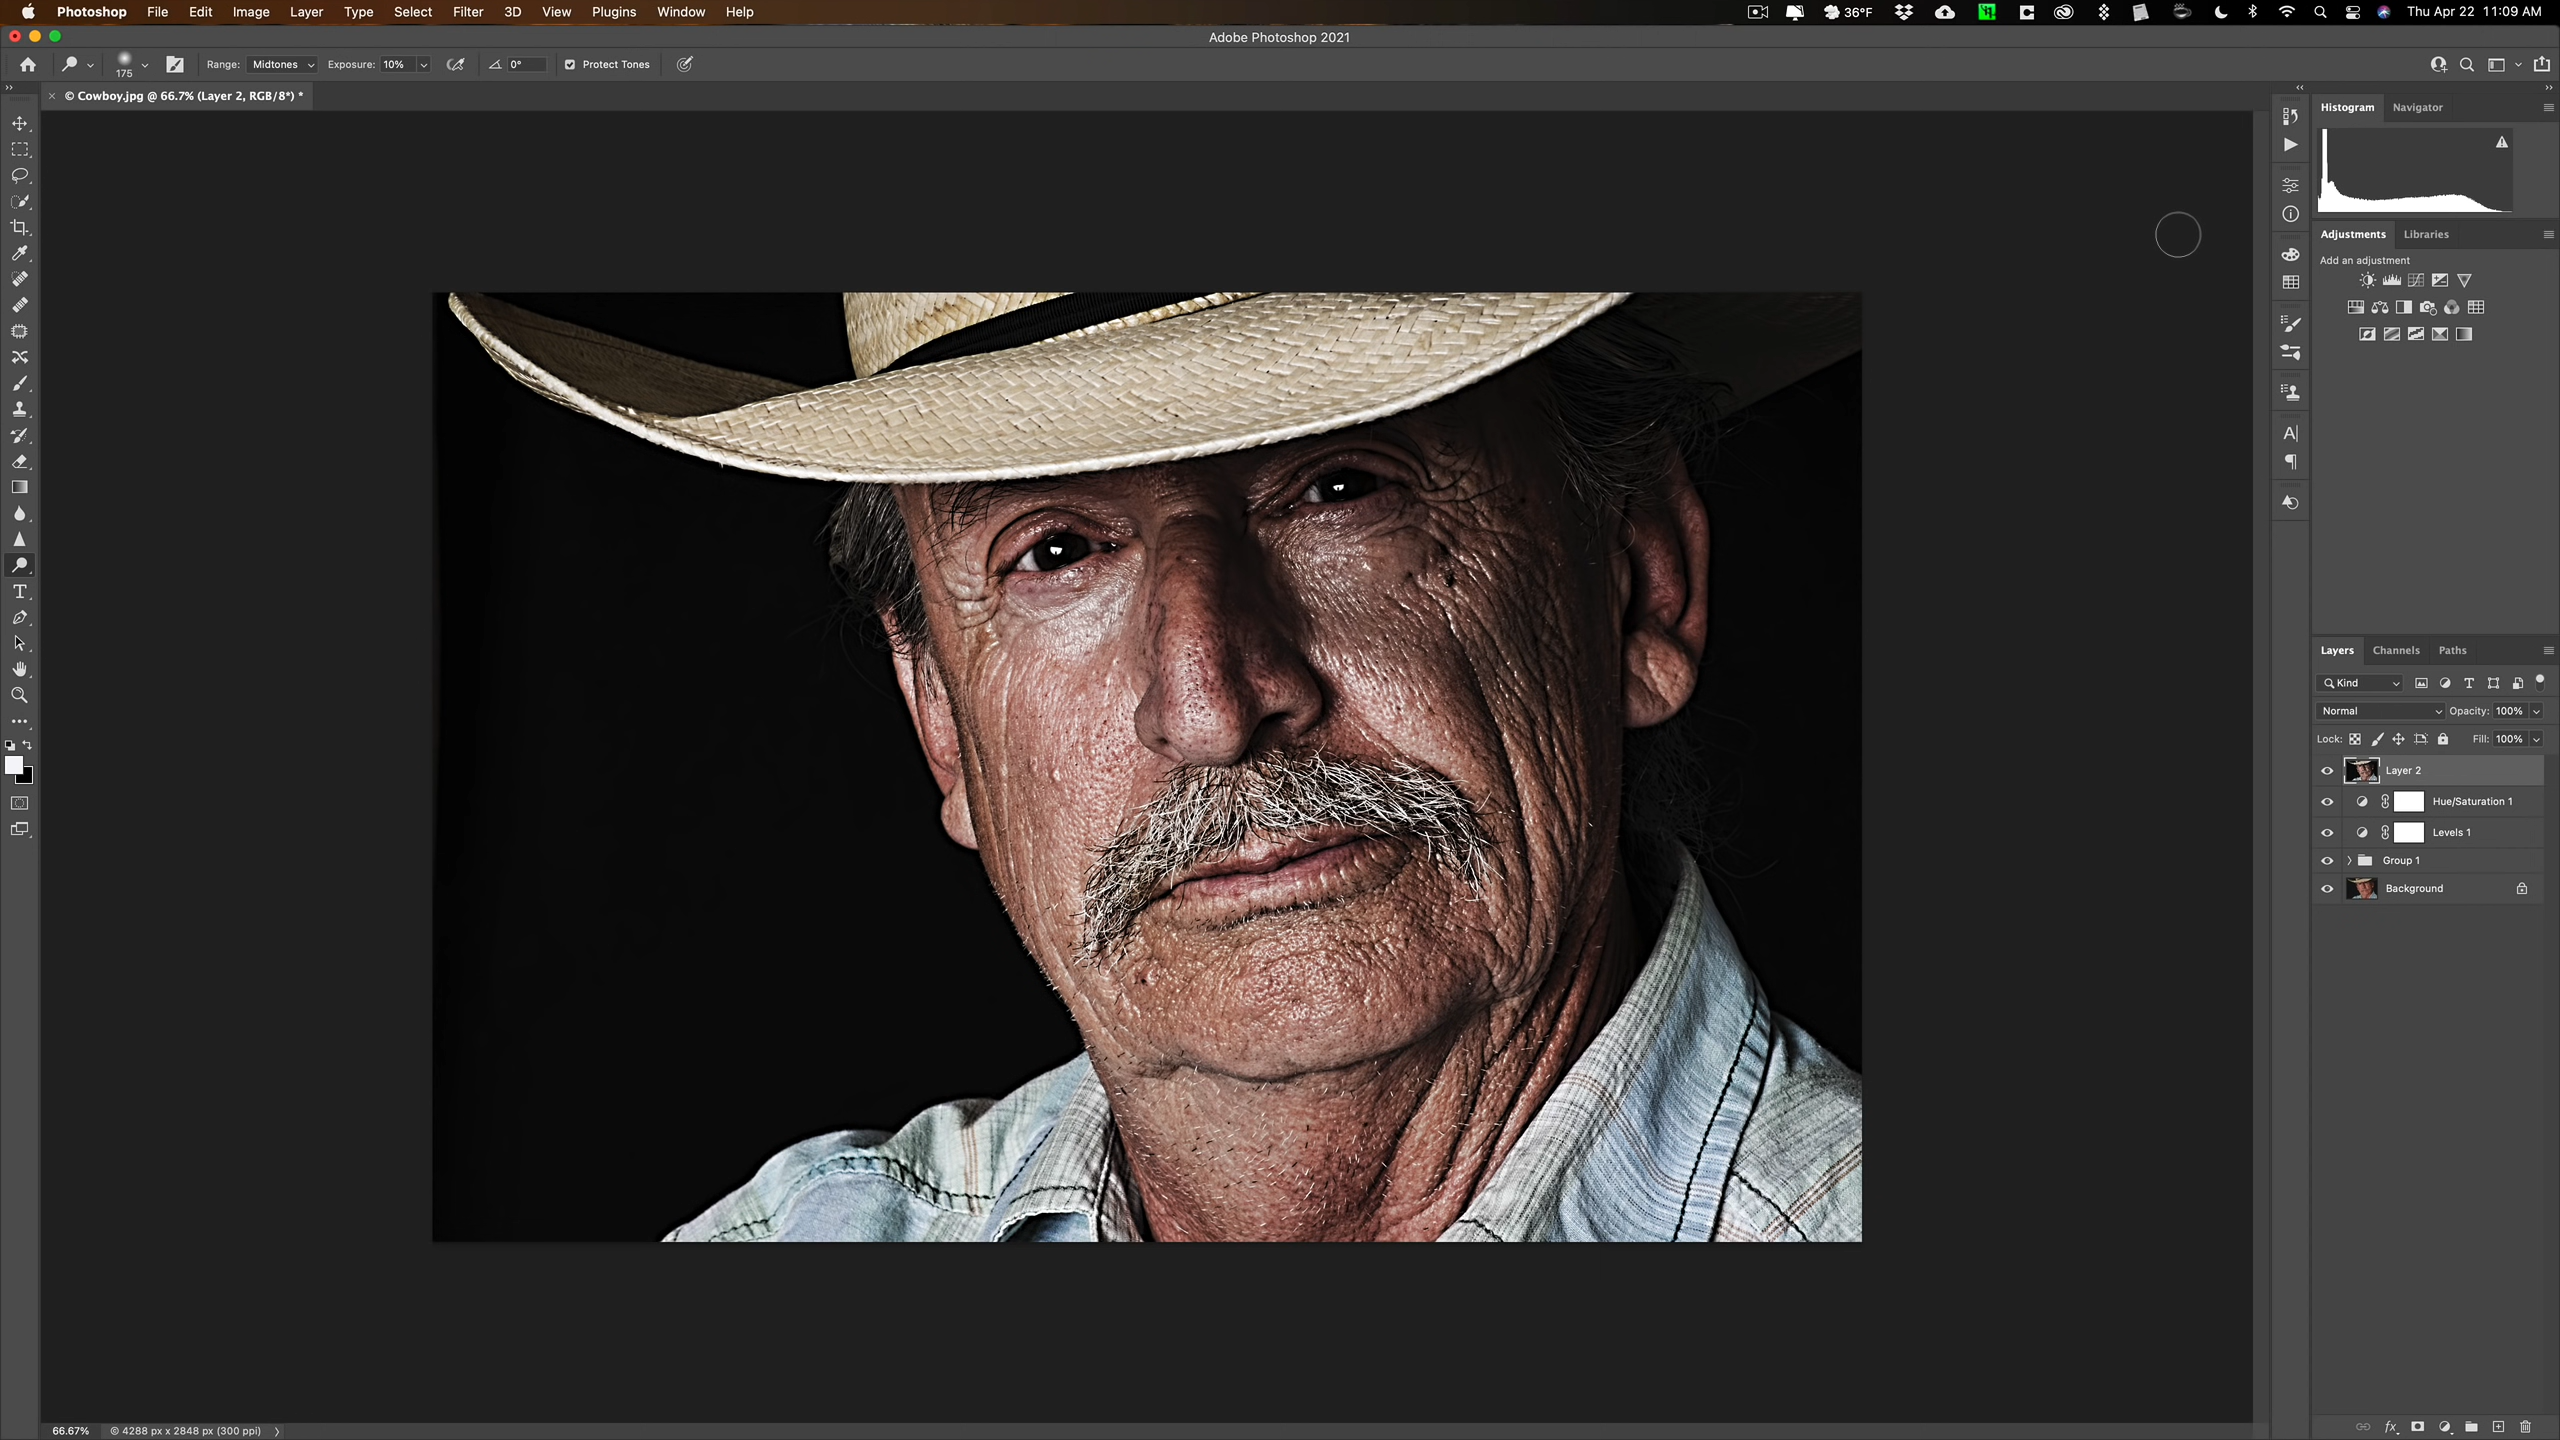 Photoshop File Edit Image Layer Type Select Filter 3D View Plugins Window Help 36°F Thu Apr 22 11:09 AM
Adobe Photoshop 2021
175 Range: Midtones Exposure: 10% 0° Protect Tones
× © Cowboy.jpg @ 66.7% (Layer 2, RGB/8*) *
Histogram Navigator
Adjustments Libraries
Add an adjustment
Layers Channels Paths
Kind
Normal Opacity: 100%
Lock: Fill: 100%
Layer 2
Hue/Saturation 1
Levels 1
Group 1
Background
66.67% © 4288 px x 2848 px (300 ppi)